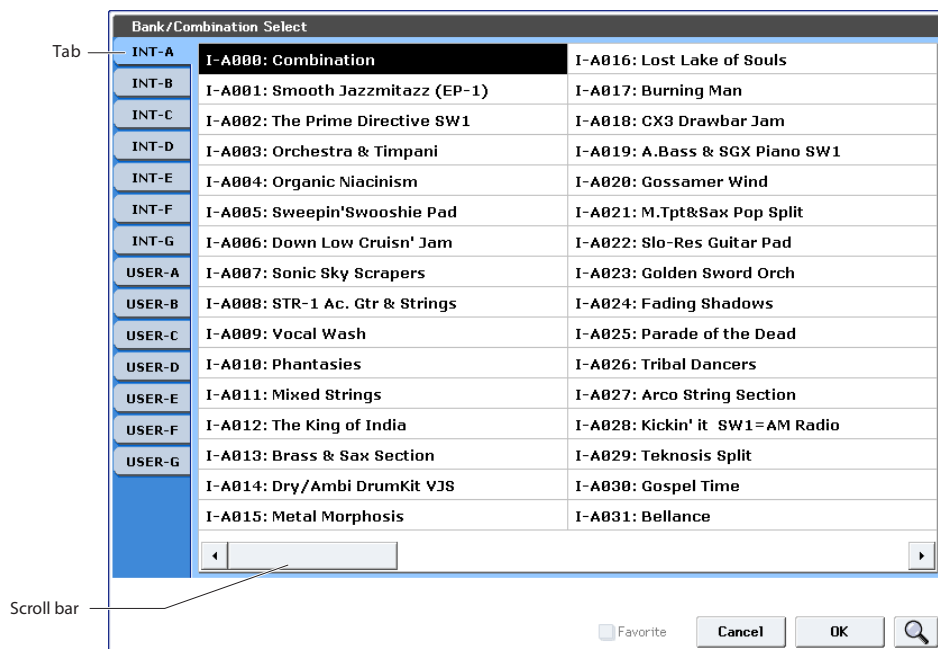 Bank/Combination Select
Tab
INT-A
INT-B
INT-C
INT-D
INT-E
INT-F
INT-G
USER-A
USER-B
USER-C
USER-D
USER-E
USER-F
USER-G
I-A000: Combination
I-A001: Smooth Jazzmitazz (EP-1)
I-A002: The Prime Directive SW1
I-A003: Orchestra & Timpani
I-A004: Organic Niacinism
I-A005: Sweepin'Swooshie Pad
I-A006: Down Low Cruisn' Jam
I-A007: Sonic Sky Scrapers
I-A008: STR-1 Ac. Gtr & Strings
I-A009: Vocal Wash
I-A010: Phantasies
I-A011: Mixed Strings
I-A012: The King of India
I-A013: Brass & Sax Section
I-A014: Dry/Ambi DrumKit VJS
I-A015: Metal Morphosis
I-A016: Lost Lake of Souls
I-A017: Burning Man
I-A018: CX3 Drawbar Jam
I-A019: A.Bass & SGX Piano SW1
I-A020: Gossamer Wind
I-A021: M.Tpt&Sax Pop Split
I-A022: Slo-Res Guitar Pad
I-A023: Golden Sword Orch
I-A024: Fading Shadows
I-A025: Parade of the Dead
I-A026: Tribal Dancers
I-A027: Arco String Section
I-A028: Kickin' it  SW1=AM Radio
I-A029: Teknosis Split
I-A030: Gospel Time
I-A031: Bellance
Scroll bar
Favorite
Cancel
OK